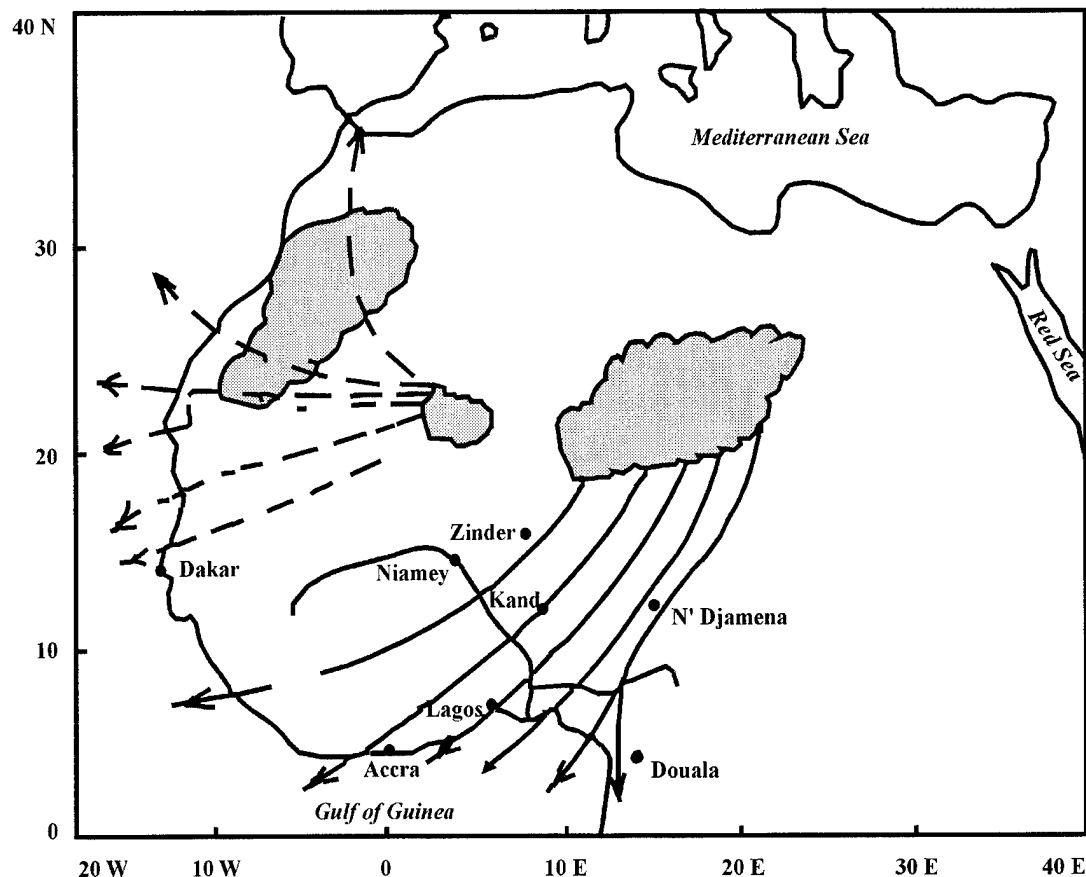 40 N
Mediterranean Sea
30
Red Sea
20
Zinder
Dakar
Niamey
Kand
N' Djamena
10
Lagos
Accra
Douala
Gulf of Guinea
0
20 W
10 W
0
10 E
20 E
30 E
40 E